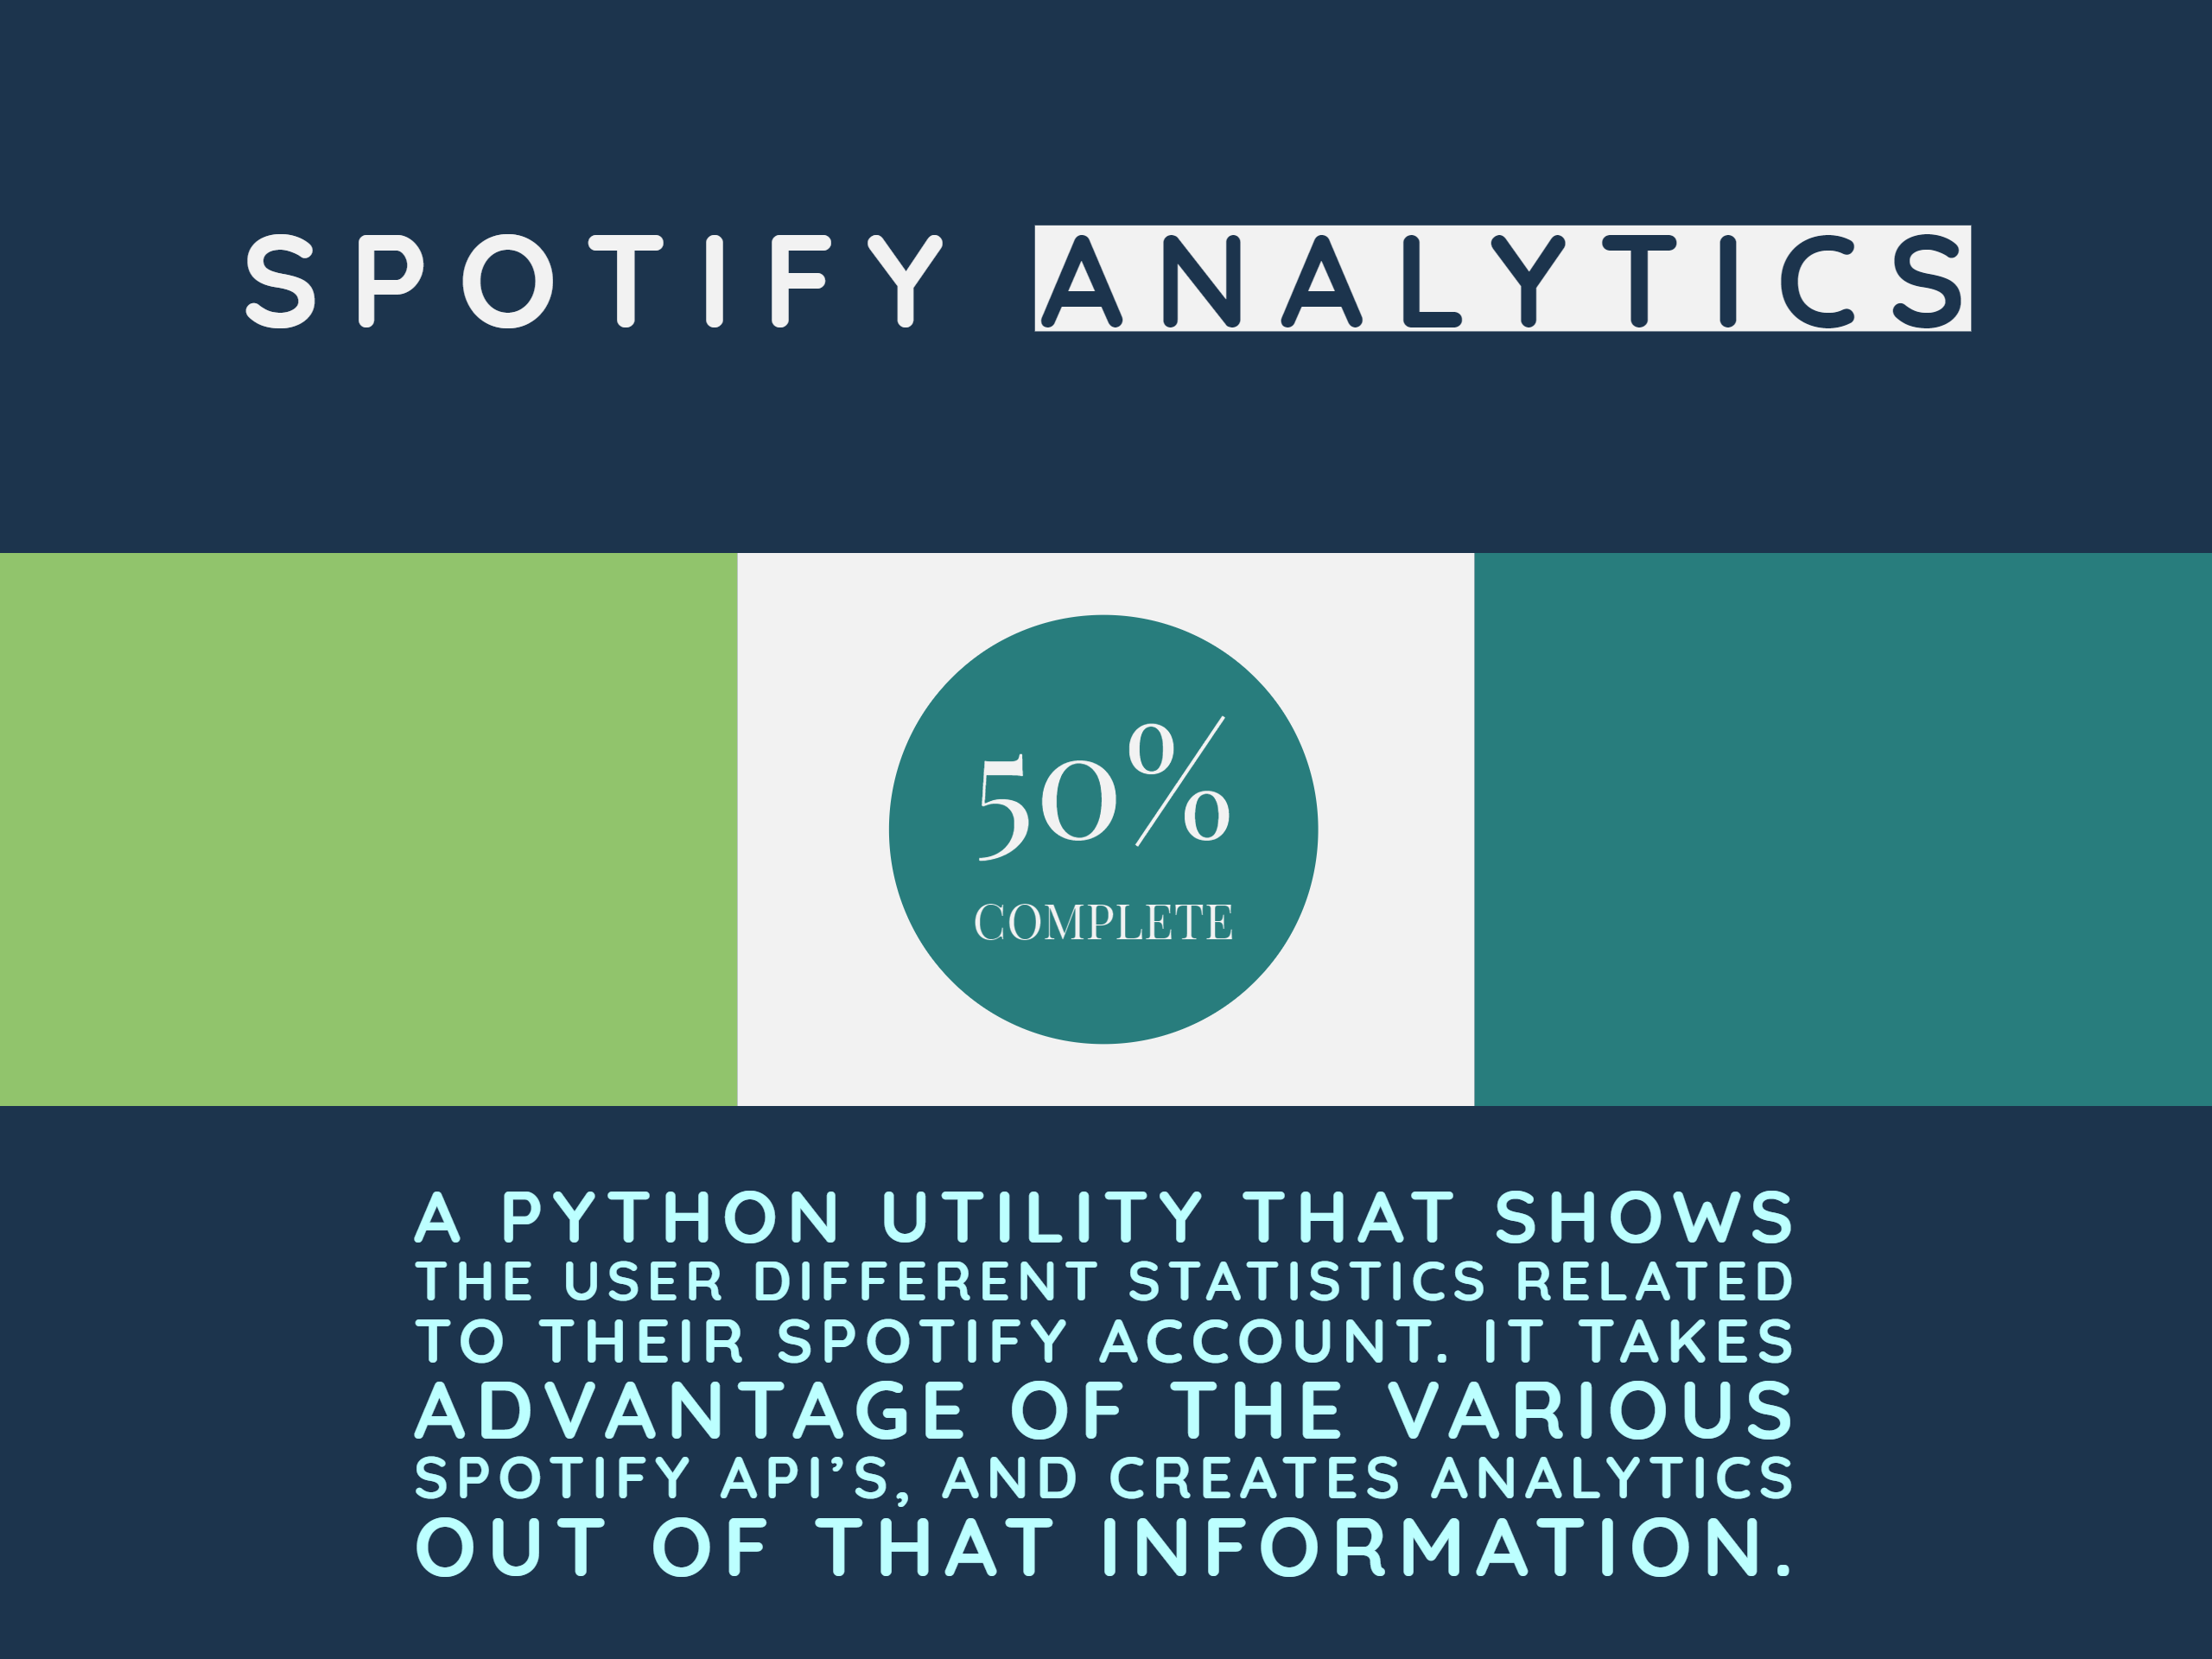 SPOTIFY ANALYTICS
50%
COMPLETE
A PYTHON UTILITY THAT SHOWS
THE USER DIFFERENT STATISTICS RELATED
TO THEIR SPOTIFY ACCOUNT. IT TAKES
ADVANTAGE OF THE VARIOUS
SPOTIFY API’S, AND CREATES ANALYTICS
OUT OF THAT INFORMATION.